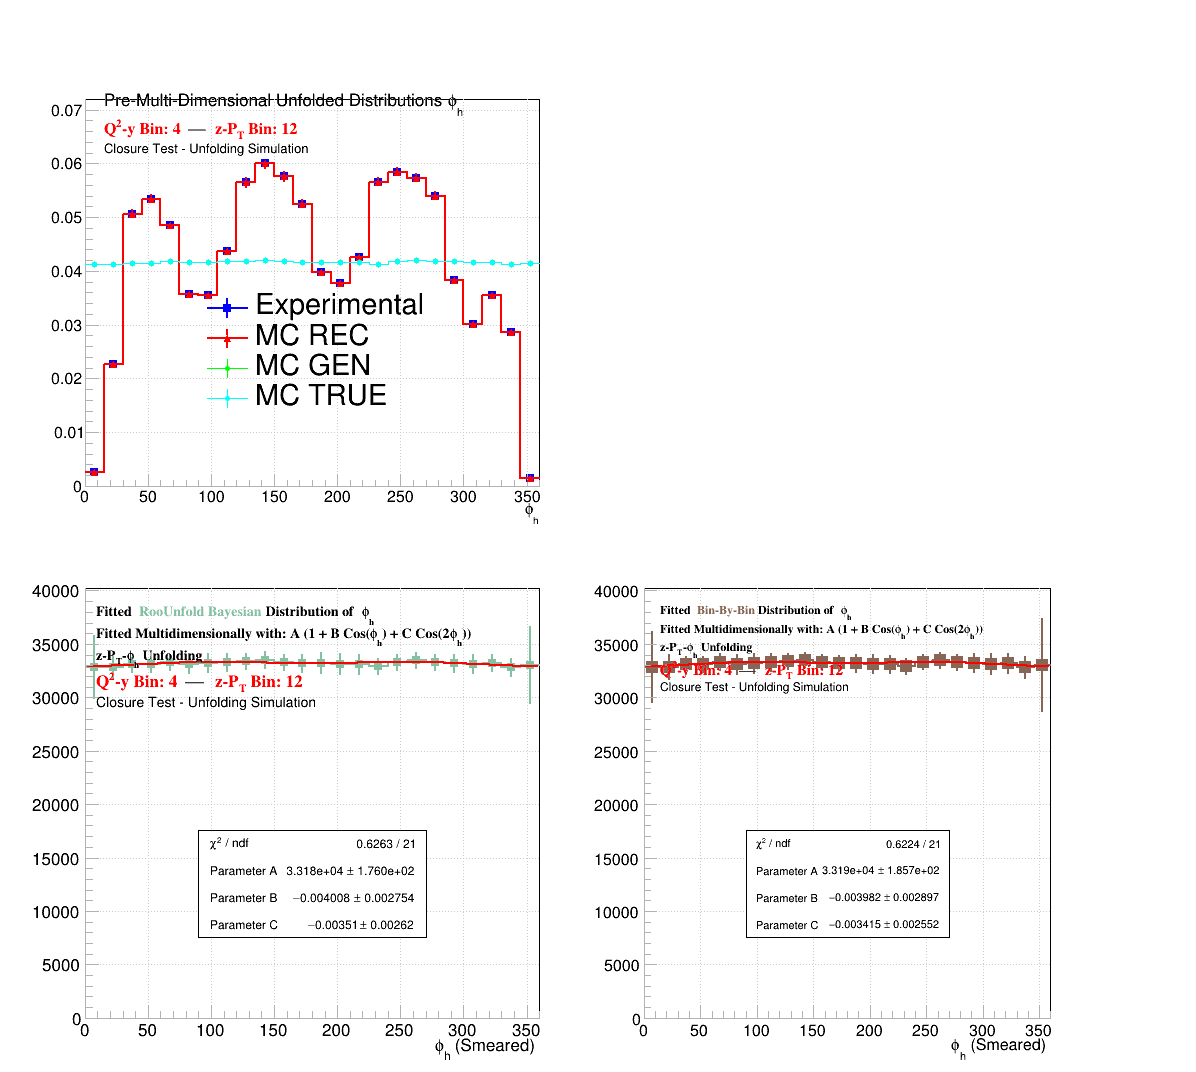 Pre-Multi-Dimensional Unfolded Distributions ϕh
Q2-y Bin: 4 — z-PT Bin: 12
Closure Test - Unfolding Simulation
0.07
0.06
0.05
0.04
0.03
0.02
0.01
0
Experimental
MC REC
MC GEN
MC TRUE
0 50 100 150 200 250 300 350
ϕh
40000
35000
30000
25000
20000
15000
10000
5000
0
Fitted RooUnfold Bayesian Distribution of ϕh
Fitted Multidimensionally with: A (1 + B Cos(ϕh) + C Cos(2ϕh))
z-PT-ϕh Unfolding
Q2-y Bin: 4 — z-PT Bin: 12
Closure Test - Unfolding Simulation
χ2 / ndf 0.6263 / 21
Parameter A 3.318e+04 ± 1.760e+02
Parameter B −0.004008 ± 0.002754
Parameter C −0.00351 ± 0.00262
0 50 100 150 200 250 300 350
ϕh (Smeared)
40000
35000
30000
25000
20000
15000
10000
5000
0
Fitted Bin-By-Bin Distribution of ϕh
Fitted Multidimensionally with: A (1 + B Cos(ϕh) + C Cos(2ϕh))
z-PT-ϕh Unfolding
Q2-y Bin: 4 — z-PT Bin: 12
Closure Test - Unfolding Simulation
χ2 / ndf 0.6224 / 21
Parameter A 3.319e+04 ± 1.857e+02
Parameter B −0.003982 ± 0.002897
Parameter C −0.003415 ± 0.002552
0 50 100 150 200 250 300 350
ϕh (Smeared)